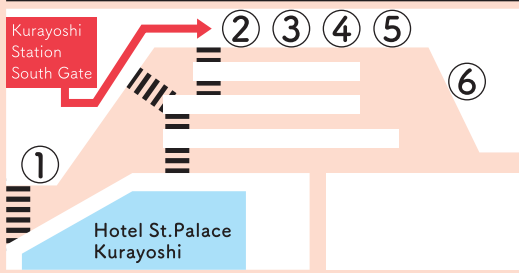 Kurayoshi
Station
South Gate
② ③ ④ ⑤
⑥
①
Hotel St.Palace
Kurayoshi